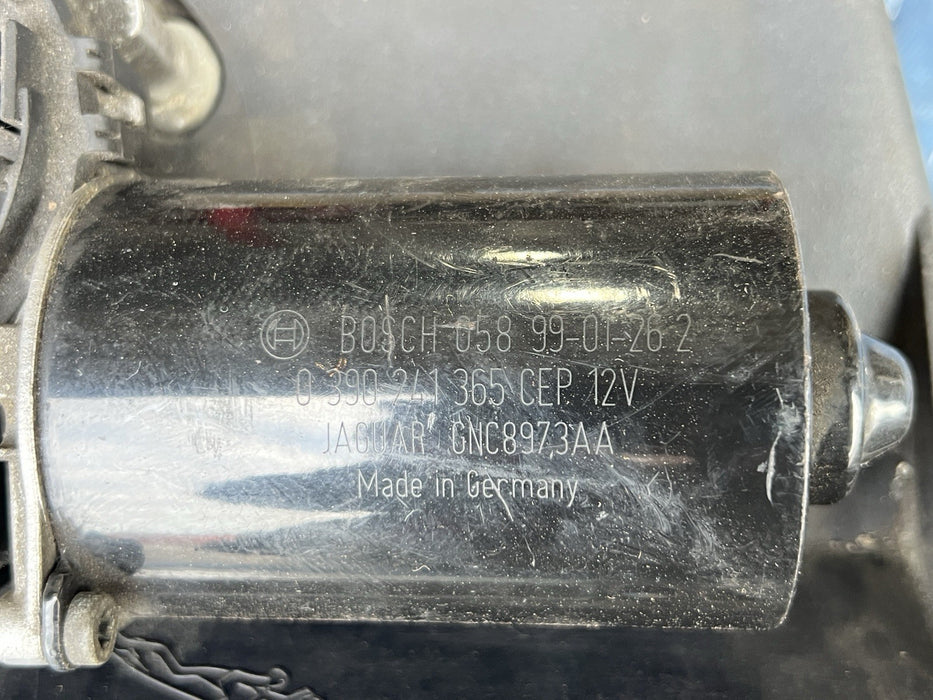 BOSCH 058 99-01-26 2
0 390 241 365 CEP 12V
JAGUAR GNC8973AA
Made in Germany